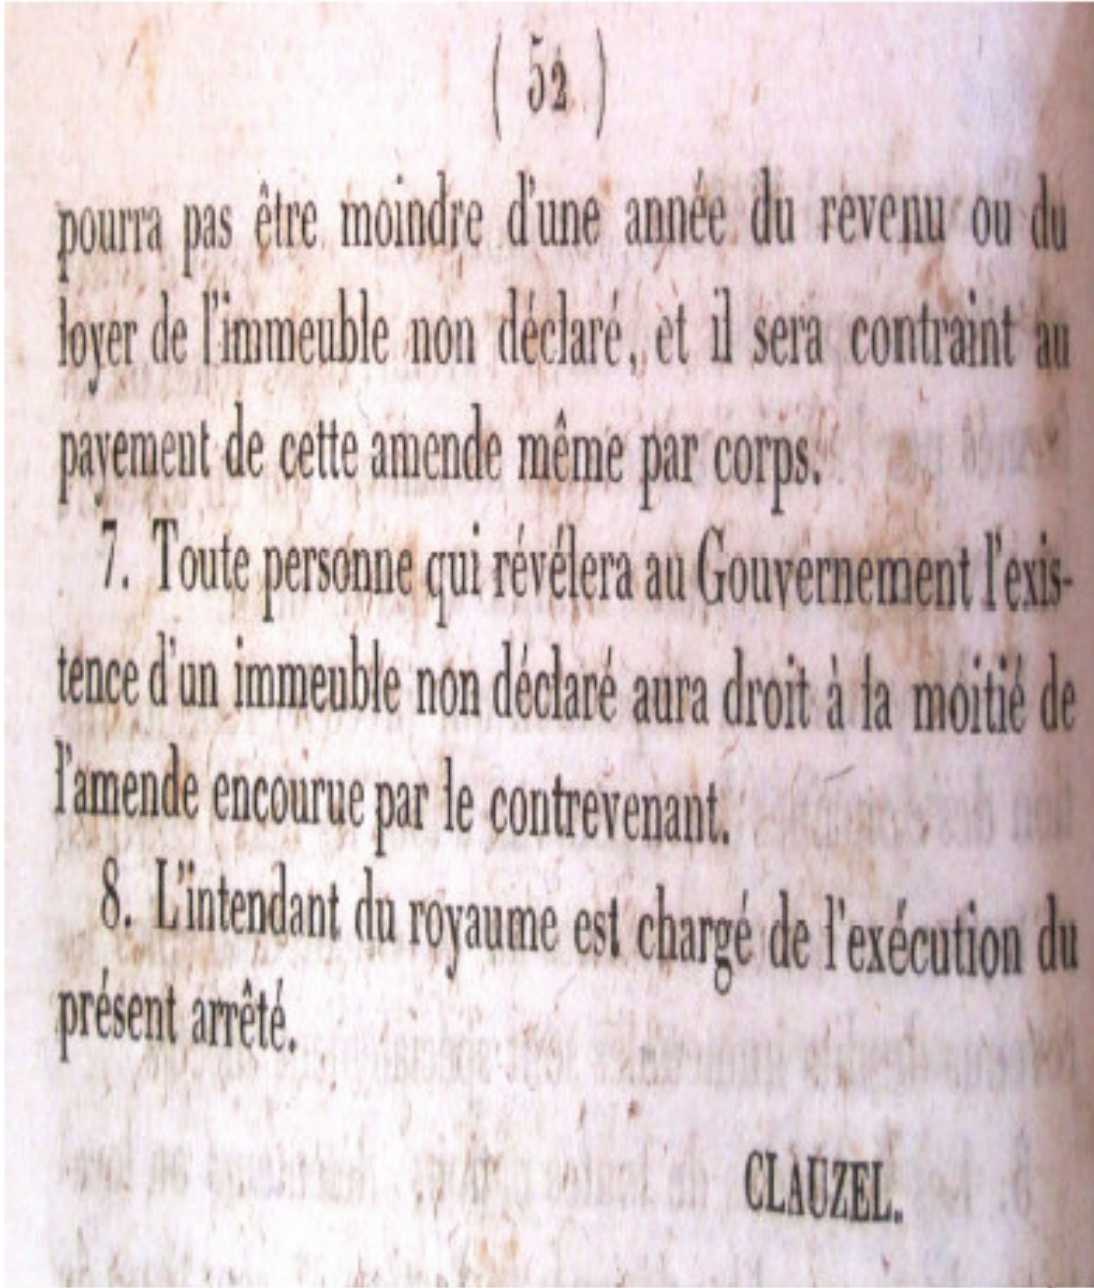 ( 52 )
pourra pas être moindre d'une année du revenu ou du
loyer de l'immeuble non déclaré, et il sera contraint au
payement de cette amende même par corps.
7. Toute personne qui révélera au Gouvernement l'exis-
tence d'un immeuble non déclaré aura droit à la moitié de
l'amende encourue par le contrevenant.
8. L'intendant du royaume est chargé de l'exécution du
présent arrêté.
CLAUZEL.